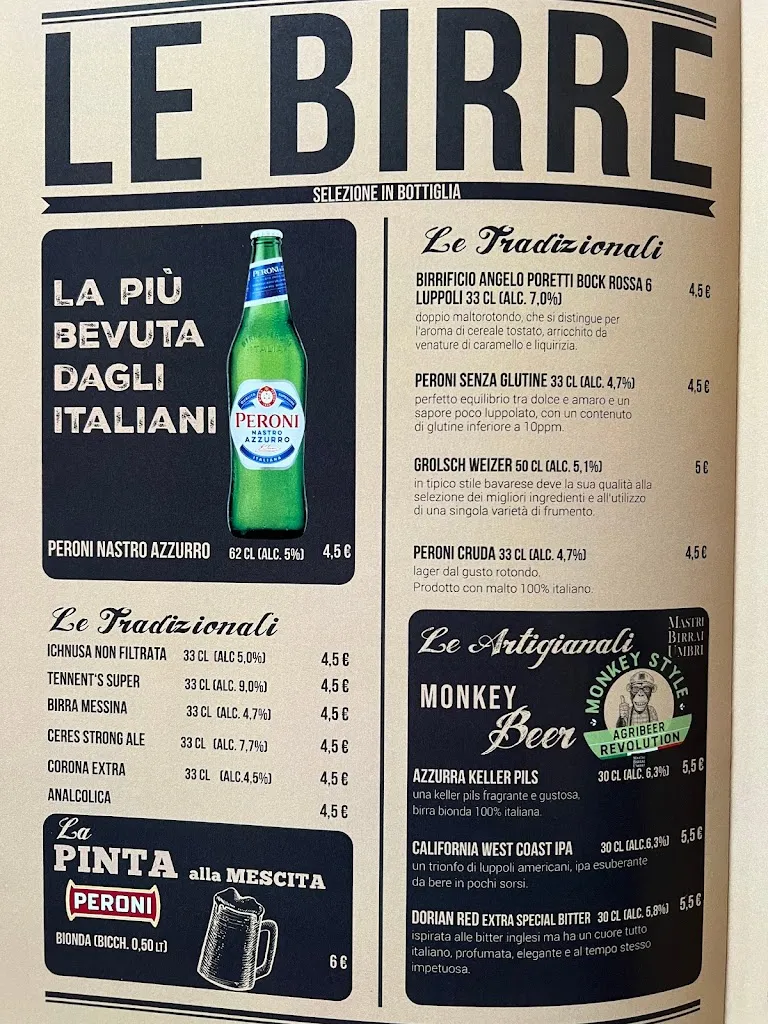 LE BIRRE
SELEZIONE IN BOTTIGLIA
LA PIÙ
BEVUTA
DAGLI
ITALIANI
PERONI
PERONI
NASTRO
AZZURRO
ITALIANA
PERONI NASTRO AZZURRO 62 CL (ALC. 5%) 4,5 €
Le Tradizionali
ICHNUSA NON FILTRATA 33 CL (ALC 5,0%) 4,5 €
TENNENT'S SUPER 33 CL (ALC. 9,0%) 4,5 €
BIRRA MESSINA 33 CL (ALC. 4,7%) 4,5 €
CERES STRONG ALE 33 CL (ALC. 7,7%) 4,5 €
CORONA EXTRA 33 CL (ALC.4,5%) 4,5 €
ANALCOLICA 4,5 €
La
PINTA alla MESCITA
PERONI
BIONDA (BICCH. 0,50 LT) 6 €
Le Tradizionali
BIRRIFICIO ANGELO PORETTI BOCK ROSSA 6
LUPPOLI 33 CL (ALC. 7,0%) 4,5 €
doppio maltorotondo, che si distingue per
l'aroma di cereale tostato, arricchito da
venature di caramello e liquirizia.
PERONI SENZA GLUTINE 33 CL (ALC. 4,7%) 4,5 €
perfetto equilibrio tra dolce e amaro e un
sapore poco luppolato, con un contenuto
di glutine inferiore a 10ppm.
GROLSCH WEIZER 50 CL (ALC. 5,1%) 5 €
in tipico stile bavarese deve la sua qualità alla
selezione dei migliori ingredienti e all'utilizzo
di una singola varietà di frumento.
PERONI CRUDA 33 CL (ALC. 4,7%) 4,5 €
lager dal gusto rotondo.
Prodotto con malto 100% italiano.
Le Artigianali
MASTRI
BIRRAI
UMBRI
MONKEY
Beer
MONKEY STYLE
AGRIBEER
REVOLUTION
MASTRI
BIRRAI
UMBRI
AZZURRA KELLER PILS 30 CL (ALC. 6,3%) 5,5 €
una keller pils fragrante e gustosa,
birra bionda 100% italiana.
CALIFORNIA WEST COAST IPA 30 CL (ALC.6,3%) 5,5 €
un trionfo di luppoli americani, ipa esuberante
da bere in pochi sorsi.
DORIAN RED EXTRA SPECIAL BITTER 30 CL (ALC. 5,8%) 5,5 €
ispirata alle bitter inglesi ma ha un cuore tutto
italiano, profumata, elegante e al tempo stesso
impetuosa.